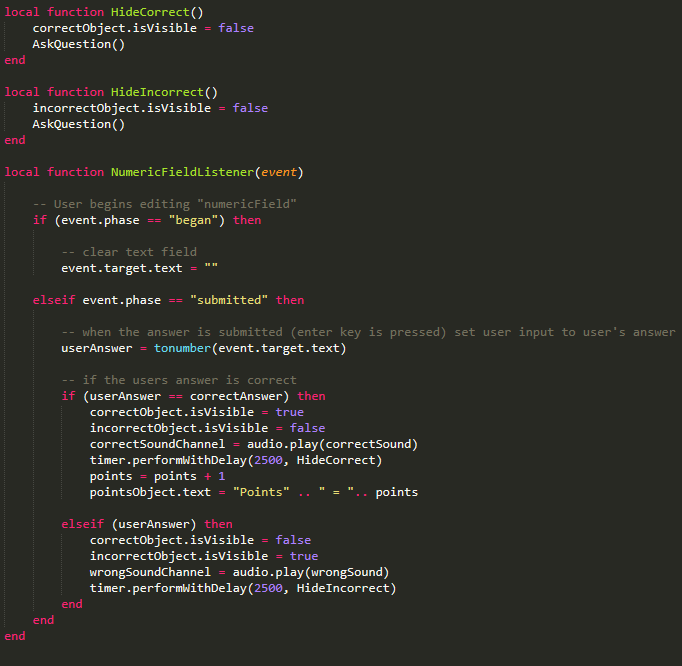 local function HideCorrect()
    correctObject.isVisible = false
    AskQuestion()
end

local function HideIncorrect()
    incorrectObject.isVisible = false
    AskQuestion()
end

local function NumericFieldListener(event)

    -- User begins editing "numericField"
    if (event.phase == "began") then

        -- clear text field
        event.target.text = ""

    elseif event.phase == "submitted" then

        -- when the answer is submitted (enter key is pressed) set user input to user's answer
        userAnswer = tonumber(event.target.text)

        -- if the users answer is correct
        if (userAnswer == correctAnswer) then
            correctObject.isVisible = true
            incorrectObject.isVisible = false
            correctSoundChannel = audio.play(correctSound)
            timer.performWithDelay(2500, HideCorrect)
            points = points + 1
            pointsObject.text = "Points" .. " = ".. points

        elseif (userAnswer) then
            correctObject.isVisible = false
            incorrectObject.isVisible = true
            wrongSoundChannel = audio.play(wrongSound)
            timer.performWithDelay(2500, HideIncorrect)
        end
    end
end